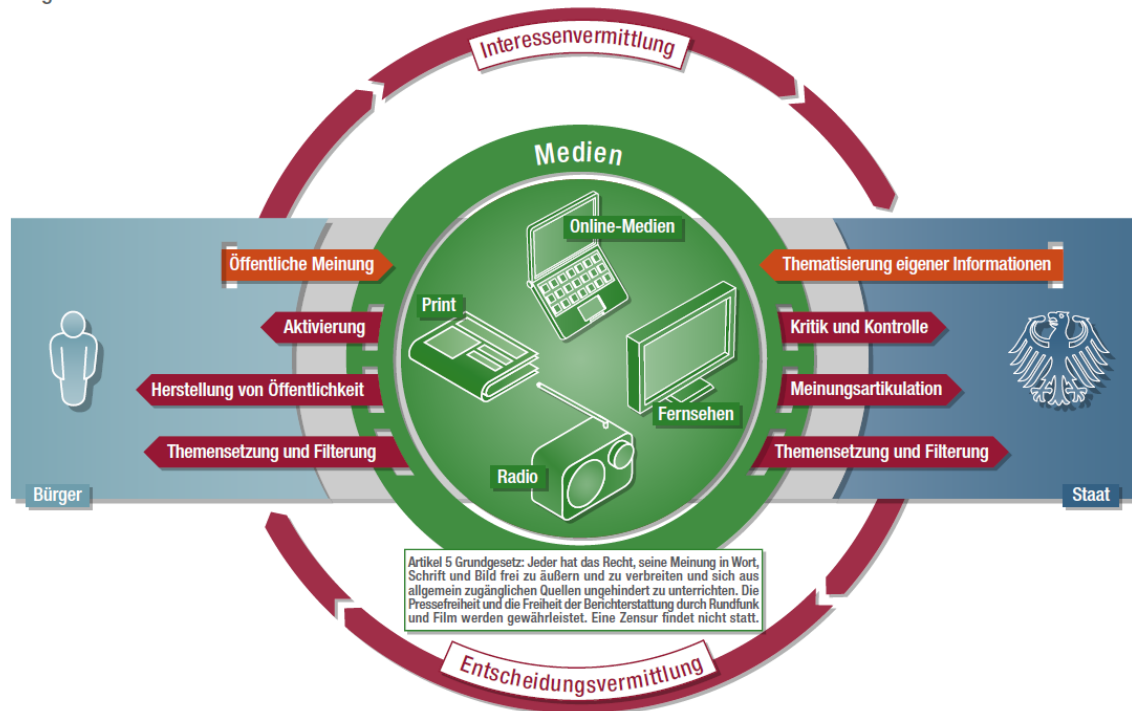 Interessenvermittlung
Medien
Online-Medien
Print
Fernsehen
Radio
Öffentliche Meinung
Aktivierung
Herstellung von Öffentlichkeit
Themensetzung und Filterung
Bürger
Thematisierung eigener Informationen
Kritik und Kontrolle
Meinungsartikulation
Themensetzung und Filterung
Staat
Artikel 5 Grundgesetz: Jeder hat das Recht, seine Meinung in Wort,
Schrift und Bild frei zu äußern und zu verbreiten und sich aus
allgemein zugänglichen Quellen ungehindert zu unterrichten. Die
Pressefreiheit und die Freiheit der Berichterstattung durch Rundfunk
und Film werden gewährleistet. Eine Zensur findet nicht statt.
Entscheidungsvermittlung